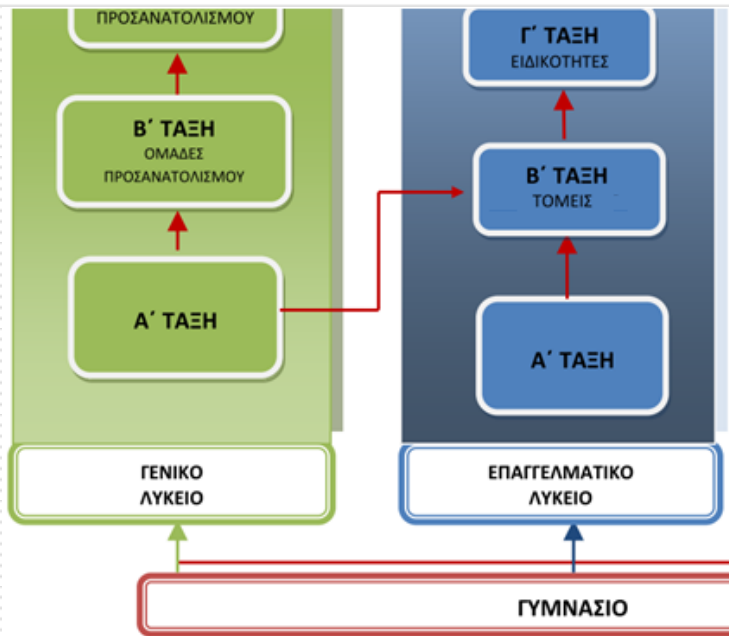 ΠΡΟΣΑΝΑΤΟΛΙΣΜΟΥ
Β΄ ΤΑΞΗ
ΟΜΑΔΕΣ
ΠΡΟΣΑΝΑΤΟΛΙΣΜΟΥ
Α΄ ΤΑΞΗ
ΓΕΝΙΚΟ
ΛΥΚΕΙΟ
Γ΄ ΤΑΞΗ
ΕΙΔΙΚΟΤΗΤΕΣ
Β΄ ΤΑΞΗ
ΤΟΜΕΙΣ
Α΄ ΤΑΞΗ
ΕΠΑΓΓΕΛΜΑΤΙΚΟ
ΛΥΚΕΙΟ
ΓΥΜΝΑΣΙΟ